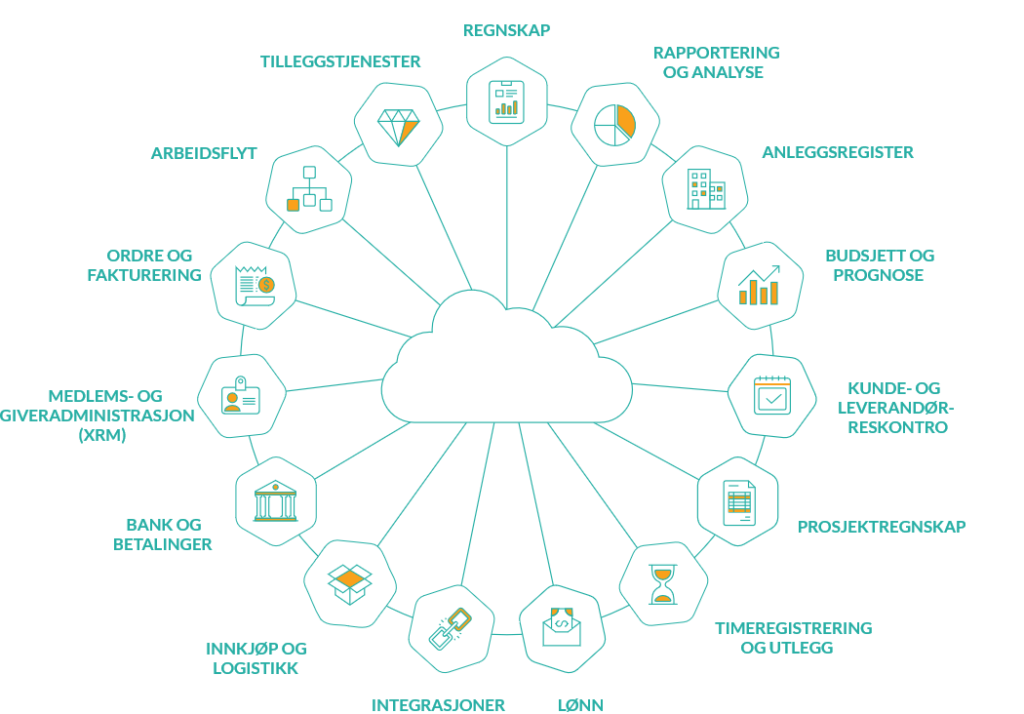 REGNSKAP
RAPPORTERING
OG ANALYSE
ANLEGGSREGISTER
BUDSJETT OG
PROGNOSE
KUNDE- OG
LEVERANDØR-
RESKONTRO
PROSJEKTREGNSKAP
TIMEREGISTRERING
OG UTLEGG
LØNN
INTEGRASJONER
INNKJØP OG
LOGISTIKK
BANK OG
BETALINGER
MEDLEMS- OG
GIVERADMINISTRASJON
(XRM)
ORDRE OG
FAKTURERING
$
ARBEIDSFLYT
TILLEGGSTJENESTER
$